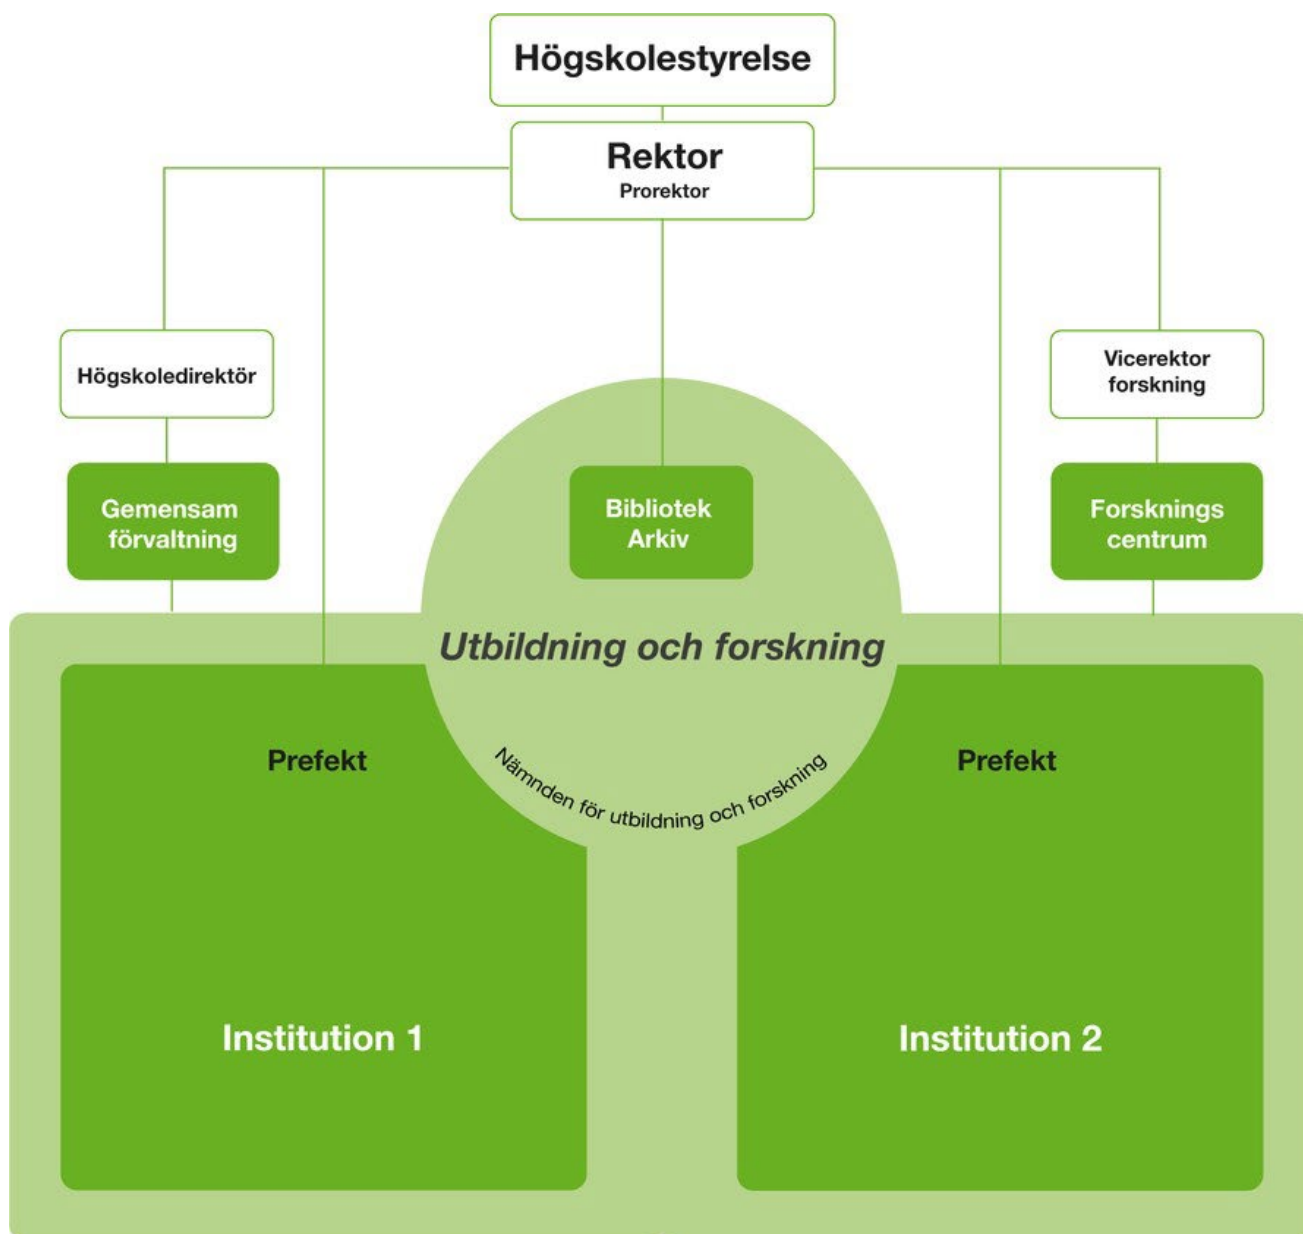 Högskolestyrelse
Rektor
Prorektor
Högskoledirektör
Vicerektor
forskning
Gemensam
förvaltning
Bibliotek
Arkiv
Forsknings
centrum
Utbildning och forskning
Prefekt
Prefekt
Nämnden för utbildning och forskning
Institution 1
Institution 2